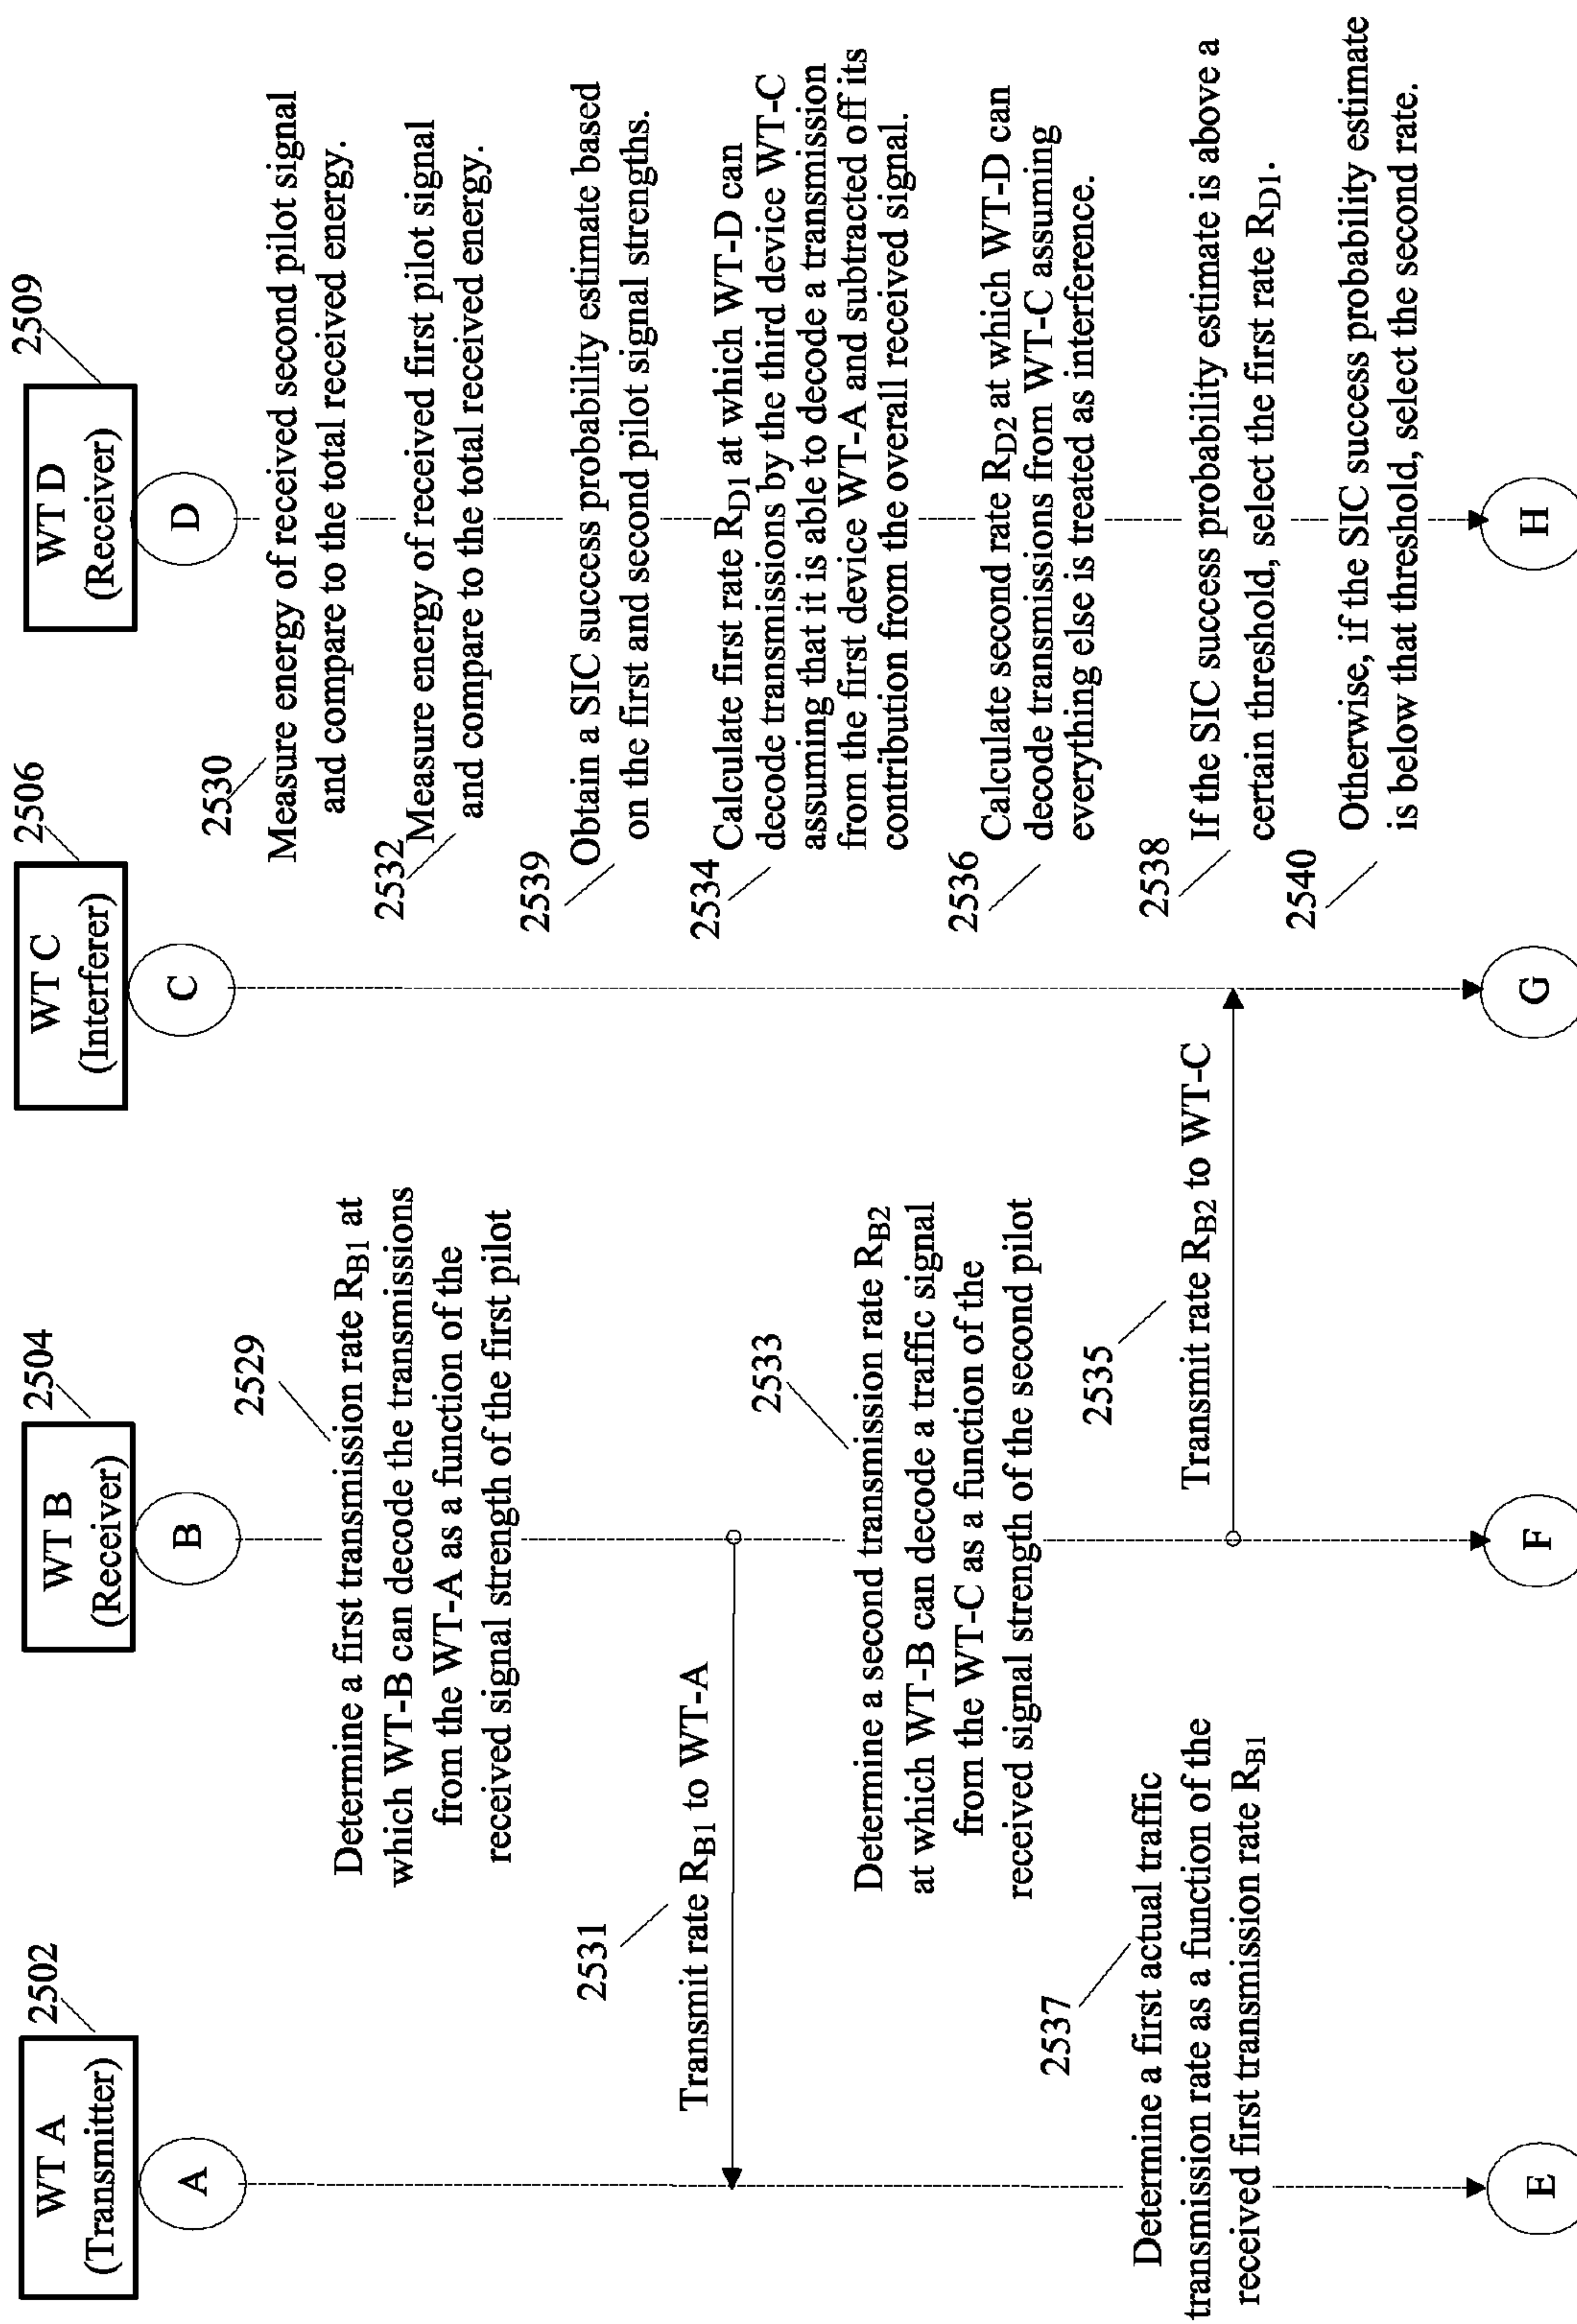 WT A
(Transmitter)
2502
A
WT B
(Receiver)
2504
B
WT C
(Interferer)
2506
C
WT D
(Receiver)
2509
D
2530
Measure energy of received second pilot signal
and compare to the total received energy.
2529
Determine a first transmission rate RB1 at
which WT-B can decode the transmissions
from the WT-A as a function of the
received signal strength of the first pilot
2532
Measure energy of received first pilot signal
and compare to the total received energy.
2539
Obtain a SIC success probability estimate based
on the first and second pilot signal strengths.
2531
Transmit rate RB1 to WT-A
2534
Calculate first rate RD1 at which WT-D can
decode transmissions by the third device WT-C
assuming that it is able to decode a transmission
from the first device WT-A and subtracted off its
contribution from the overall received signal.
2533
Determine a second transmission rate RB2
at which WT-B can decode a traffic signal
from the WT-C as a function of the
received signal strength of the second pilot
2536
Calculate second rate RD2 at which WT-D can
decode transmissions from WT-C assuming
everything else is treated as interference.
2535
Transmit rate RB2 to WT-C
2537
Determine a first actual traffic
transmission rate as a function of the
received first transmission rate RB1
2538
If the SIC success probability estimate is above a
certain threshold, select the first rate RD1.
2540
Otherwise, if the SIC success probability estimate
is below that threshold, select the second rate.
E
F
G
H